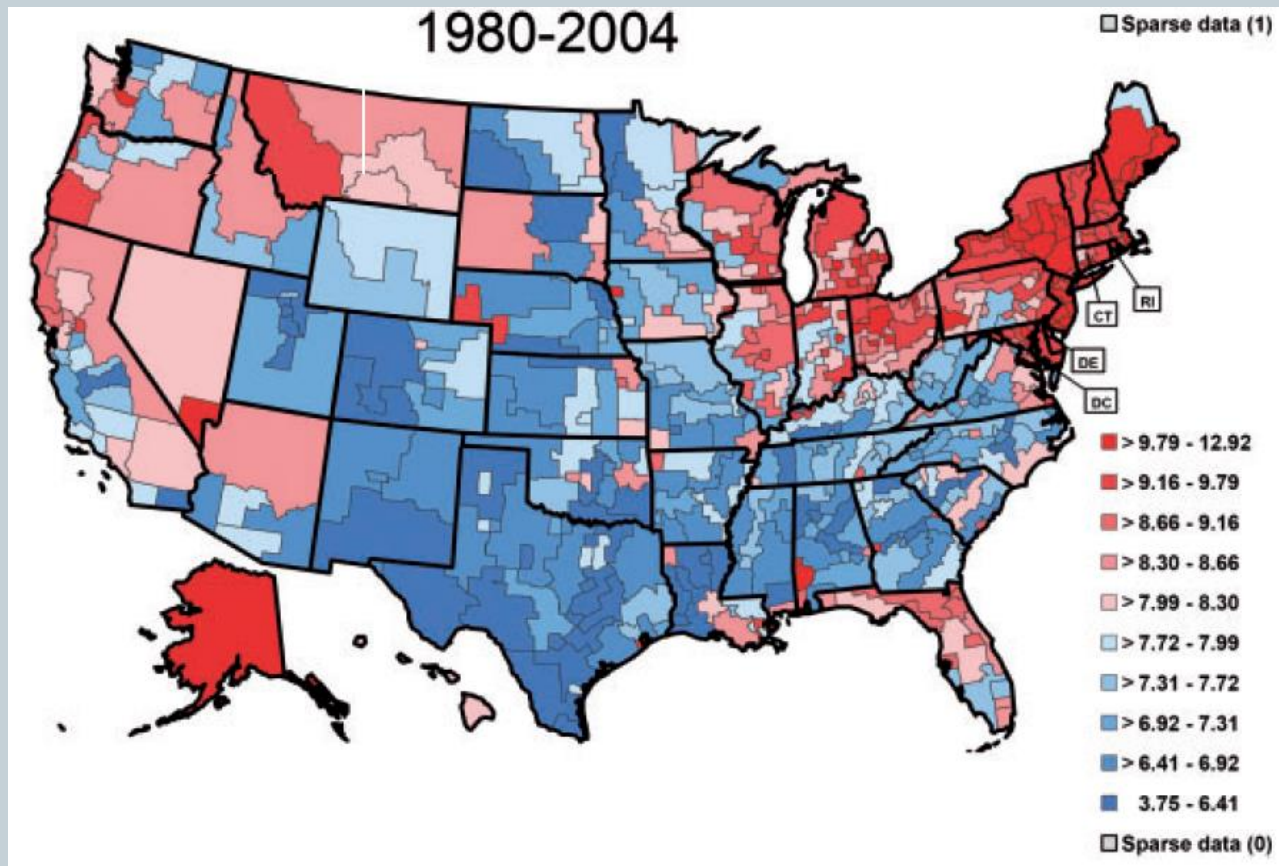 1980-2004
Sparse data (1)
RI
CT
DE
DC
> 9.79 - 12.92
> 9.16 - 9.79
> 8.66 - 9.16
> 8.30 - 8.66
> 7.99 - 8.30
> 7.72 - 7.99
> 7.31 - 7.72
> 6.92 - 7.31
> 6.41 - 6.92
3.75 - 6.41
Sparse data (0)